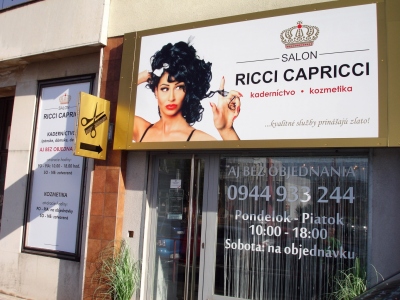 SALON
RICCI CAPRICCI
kaderníctvo • kozmetika
...kvalitné služby prinášajú zlato!
SALON
RICCI CAPRICCI
KADERNÍCTVO
AJ BEZ
KOZMETIKA
AJ BEZ OBJEDNANIA
0944 933 244
Pondelok - Piatok
10:00 - 18:00
Sobota: na objednávku